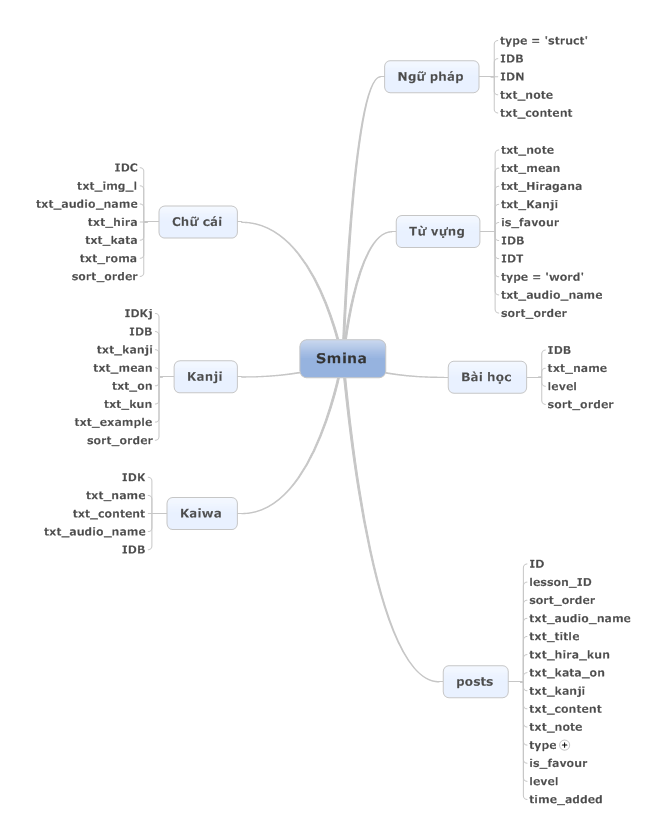 Smina
Ngữ pháp
type = 'struct'
IDB
IDN
txt_note
txt_content
Từ vựng
txt_note
txt_mean
txt_Hiragana
txt_Kanji
is_favour
IDB
IDT
type = 'word'
txt_audio_name
sort_order
Bài học
IDB
txt_name
level
sort_order
posts
ID
lesson_ID
sort_order
txt_audio_name
txt_title
txt_hira_kun
txt_kata_on
txt_kanji
txt_content
txt_note
type
is_favour
level
time_added
Chữ cái
IDC
txt_img_l
txt_audio_name
txt_hira
txt_kata
txt_roma
sort_order
Kanji
IDKj
IDB
txt_kanji
txt_mean
txt_on
txt_kun
txt_example
sort_order
Kaiwa
IDK
txt_name
txt_content
txt_audio_name
IDB